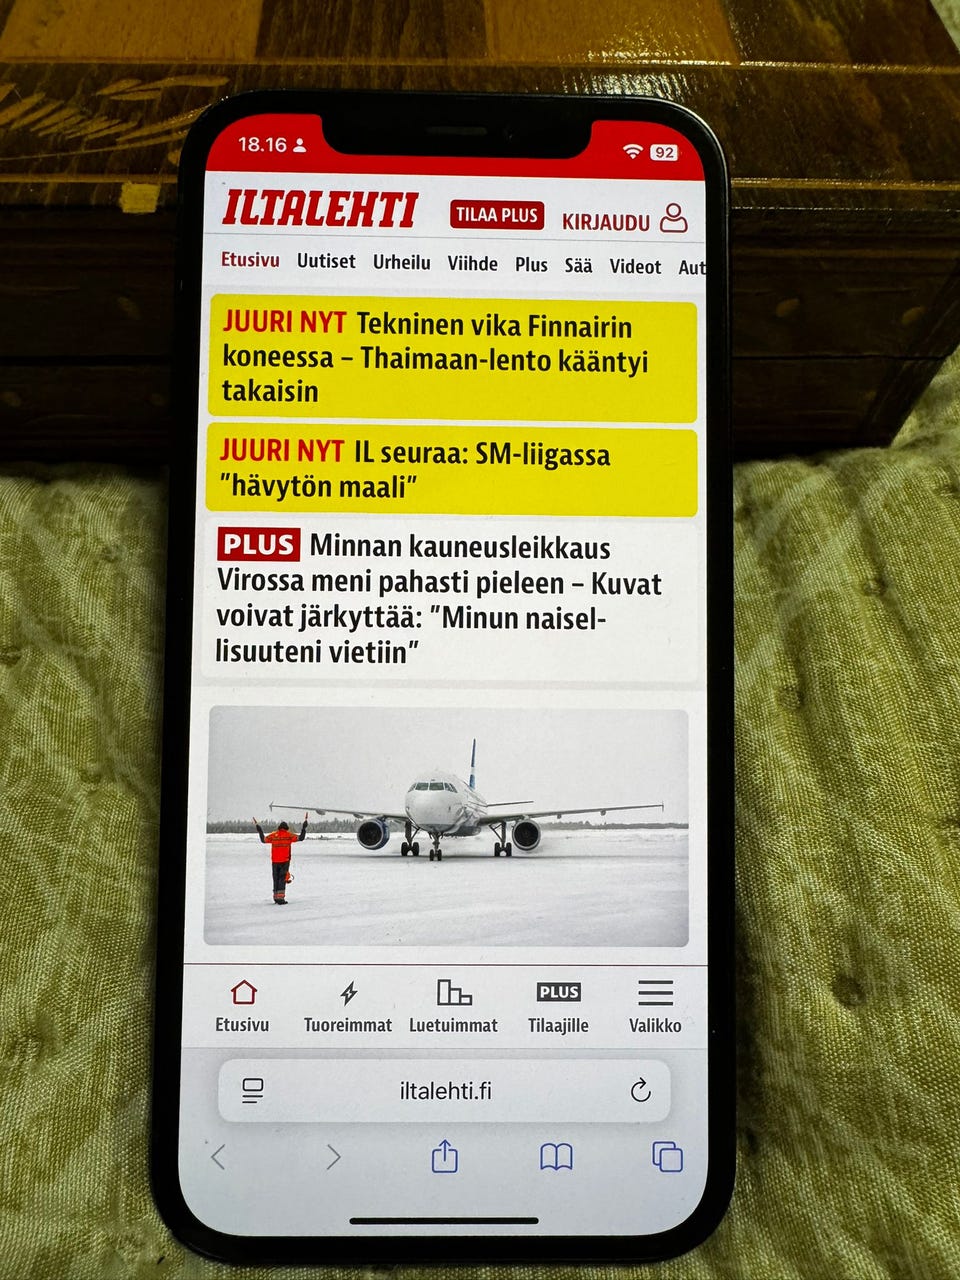 18.16
92
ILTALEHTI
TILAA PLUS
KIRJAUDU
Etusivu Uutiset Urheilu Viihde Plus Sää Videot Aut
JUURI NYT Tekninen vika Finnairin
koneessa – Thaimaan-lento kääntyi
takaisin
JUURI NYT IL seuraa: SM-liigassa
”hävytön maali”
PLUS Minnan kauneusleikkaus
Virossa meni pahasti pieleen – Kuvat
voivat järkyttää: ”Minun naisel-
lisuuteni vietiin”
PLUS
Etusivu Tuoreimmat Luetuimmat Tilaajille Valikko
iltalehti.fi